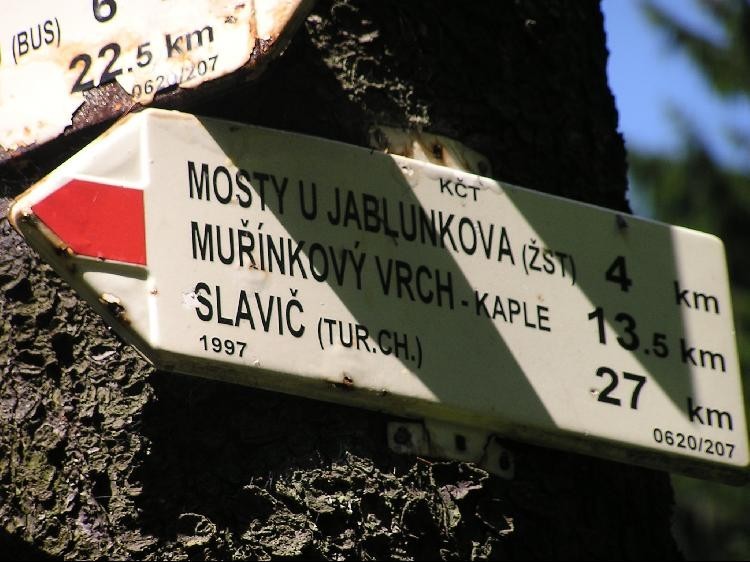 (BUS) 6
22.5 km
0620/207
KČT
MOSTY U JABLUNKOVA (ŽST) 4 km
MUŘÍNKOVÝ VRCH - KAPLE 13.5 km
SLAVIČ (TUR.CH.) 27 km
1997
0620/207